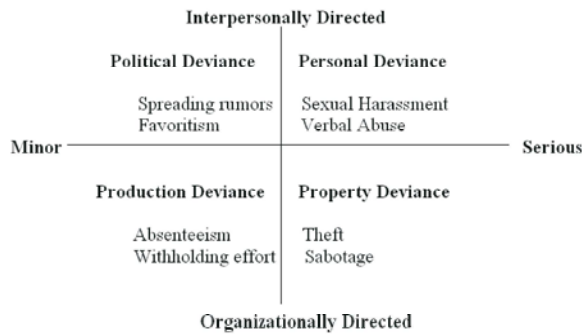 Interpersonally Directed
Political Deviance
Personal Deviance
Spreading rumors
Favoritism
Sexual Harassment
Verbal Abuse
Minor
Serious
Production Deviance
Property Deviance
Absenteeism
Withholding effort
Theft
Sabotage
Organizationally Directed